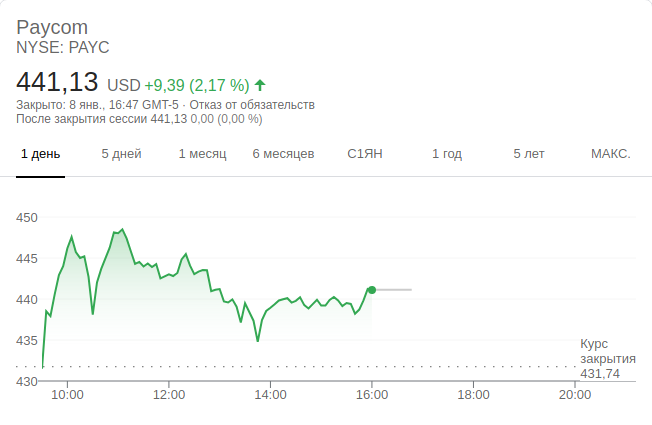 Paycom
NYSE: PAYC
441,13 USD +9,39 (2,17 %)
Закрыто: 8 янв., 16:47 GMT-5 · Отказ от обязательств
После закрытия сессии 441,13 0,00 (0,00 %)
1 день 5 дней 1 месяц 6 месяцев С1ЯН 1 год 5 лет МАКС.
450
445
440
435
Курс
закрытия
431,74
430
10:00 12:00 14:00 16:00 18:00 20:00